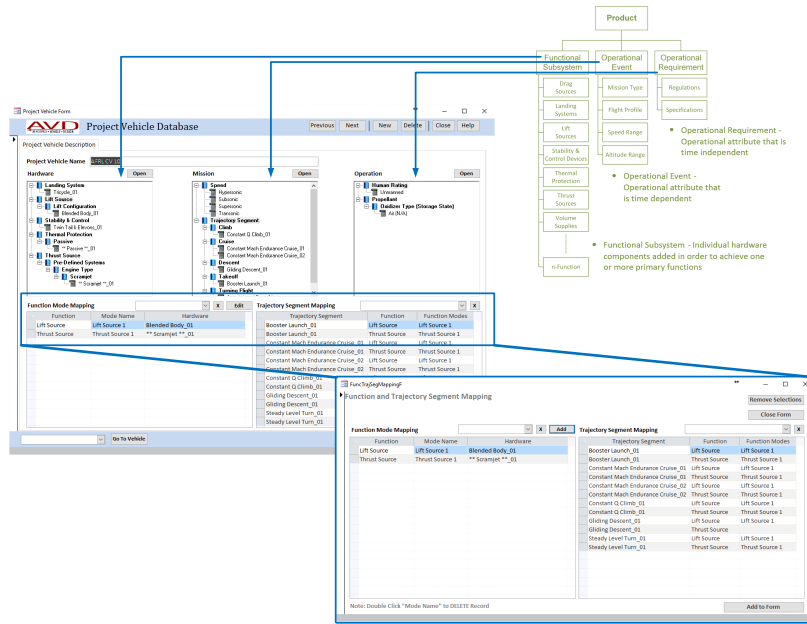 Product
Functional Subsystem
Operational Event
Operational Requirement
Drag Sources
Landing Systems
Lift Sources
Stability & Control Devices
Thermal Protection
Thrust Sources
Volume Supplies
n-Function
Mission Type
Flight Profile
Speed Range
Altitude Range
Regulations
Specifications
• Operational Requirement -
Operational attribute that is
time independent
• Operational Event -
Operational attribute that
is time dependent
• Functional Subsystem - Individual hardware
components added in order to achieve one
or more primary functions
Project Vehicle Form
AVD Project Vehicle Database
Previous Next New Delete Close Help
Project Vehicle Description
Project Vehicle Name AFRL CV 10
Hardware Open
Landing System
Tricycle_01
Lift Source
Lift Configuration
Blended Body_01
Stability & Control
Twin Tail & Elevons_01
Thermal Protection
Passive
** Passive **_01
Thrust Source
Pre-Defined Systems
Engine Type
Scramjet
** Scramjet **_01
Mission Open
Speed
Hypersonic
Subsonic
Supersonic
Transonic
Trajectory Segment
Climb
Constant Q Climb_01
Cruise
Constant Mach Endurance Cruise_01
Constant Mach Endurance Cruise_02
Descent
Gliding Descent_01
Takeoff
Booster Launch_01
Turning Flight
Operation Open
Human Rating
Unmanned
Propellant
Oxidizer Type (Storage State)
Air (N/A)
Function Mode Mapping X Edit
Function Mode Name Hardware
Lift Source Lift Source 1 Blended Body_01
Thrust Source Thrust Source 1 ** Scramjet **_01
Trajectory Segment Mapping X
Trajectory Segment Function Function Modes
Booster Launch_01 Lift Source Lift Source 1
Booster Launch_01 Thrust Source Thrust Source 1
Constant Mach Endurance Cruise_01 Lift Source Lift Source 1
Constant Mach Endurance Cruise_01 Thrust Source Thrust Source 1
Constant Mach Endurance Cruise_02 Lift Source Lift Source 1
Constant Mach Endurance Cruise_02 Thrust Source Thrust Source 1
Constant Q Climb_01
Constant Q Climb_01
Gliding Descent_01
Gliding Descent_01
Steady Level Turn_01
Steady Level Turn_01
Go To Vehicle
FuncTrajSegMappingF
Function and Trajectory Segment
Mapping
Remove Selections
Close Form
Function Mode Mapping X Add
Function Mode Name Hardware
Lift Source Lift Source 1 Blended Body_01
Thrust Source Thrust Source 1 ** Scramjet **_01
Trajectory Segment Mapping X
Trajectory Segment Function Function Modes
Booster Launch_01 Lift Source Lift Source 1
Booster Launch_01 Thrust Source Thrust Source 1
Constant Mach Endurance Cruise_01 Lift Source Lift Source 1
Constant Mach Endurance Cruise_01 Thrust Source Thrust Source 1
Constant Mach Endurance Cruise_02 Lift Source Lift Source 1
Constant Mach Endurance Cruise_02 Thrust Source Thrust Source 1
Constant Q Climb_01 Lift Source Lift Source 1
Constant Q Climb_01 Thrust Source Thrust Source 1
Gliding Descent_01 Lift Source Lift Source 1
Gliding Descent_01 Thrust Source
Steady Level Turn_01 Lift Source Lift Source 1
Steady Level Turn_01 Thrust Source Thrust Source 1
Note: Double Click "Mode Name" to DELETE Record
Add to Form